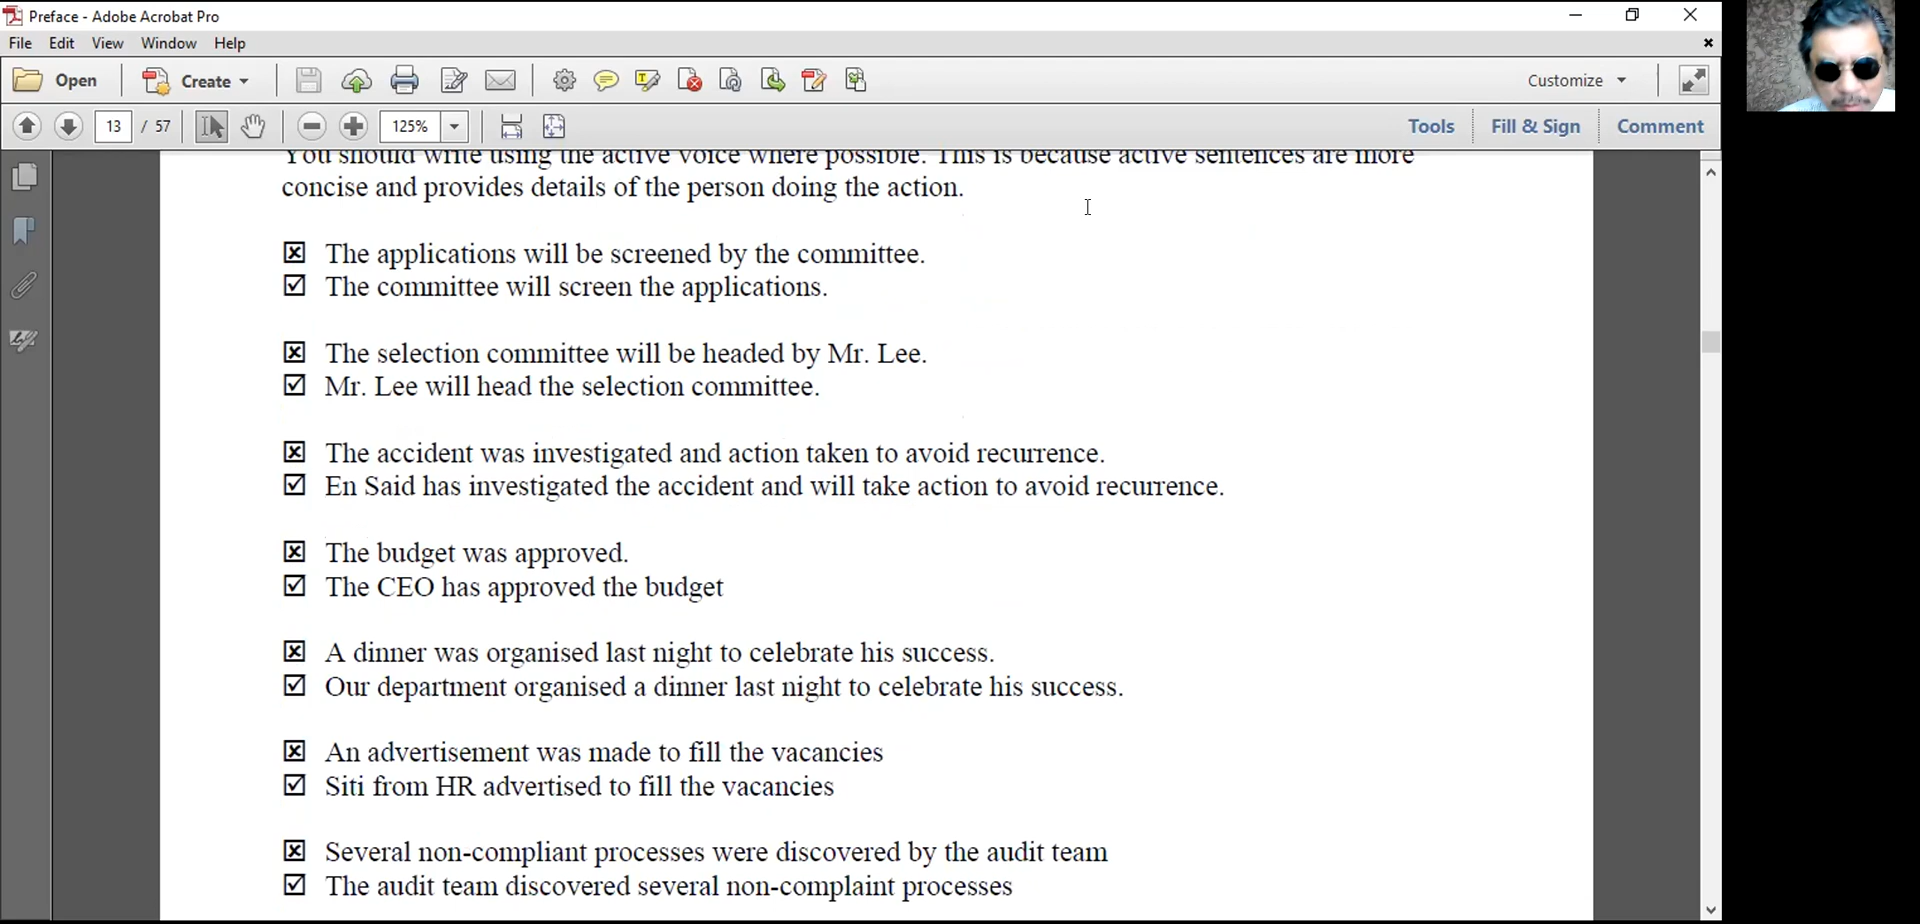 Preface - Adobe Acrobat Pro
File Edit View Window Help
Open Create Customize
13 / 57 125% Tools Fill & Sign Comment
You should write using the active voice where possible. This is because active sentences are more
concise and provides details of the person doing the action.
☒ The applications will be screened by the committee.
☑ The committee will screen the applications.
☒ The selection committee will be headed by Mr. Lee.
☑ Mr. Lee will head the selection committee.
☒ The accident was investigated and action taken to avoid recurrence.
☑ En Said has investigated the accident and will take action to avoid recurrence.
☒ The budget was approved.
☑ The CEO has approved the budget
☒ A dinner was organised last night to celebrate his success.
☑ Our department organised a dinner last night to celebrate his success.
☒ An advertisement was made to fill the vacancies
☑ Siti from HR advertised to fill the vacancies
☒ Several non-compliant processes were discovered by the audit team
☑ The audit team discovered several non-complaint processes